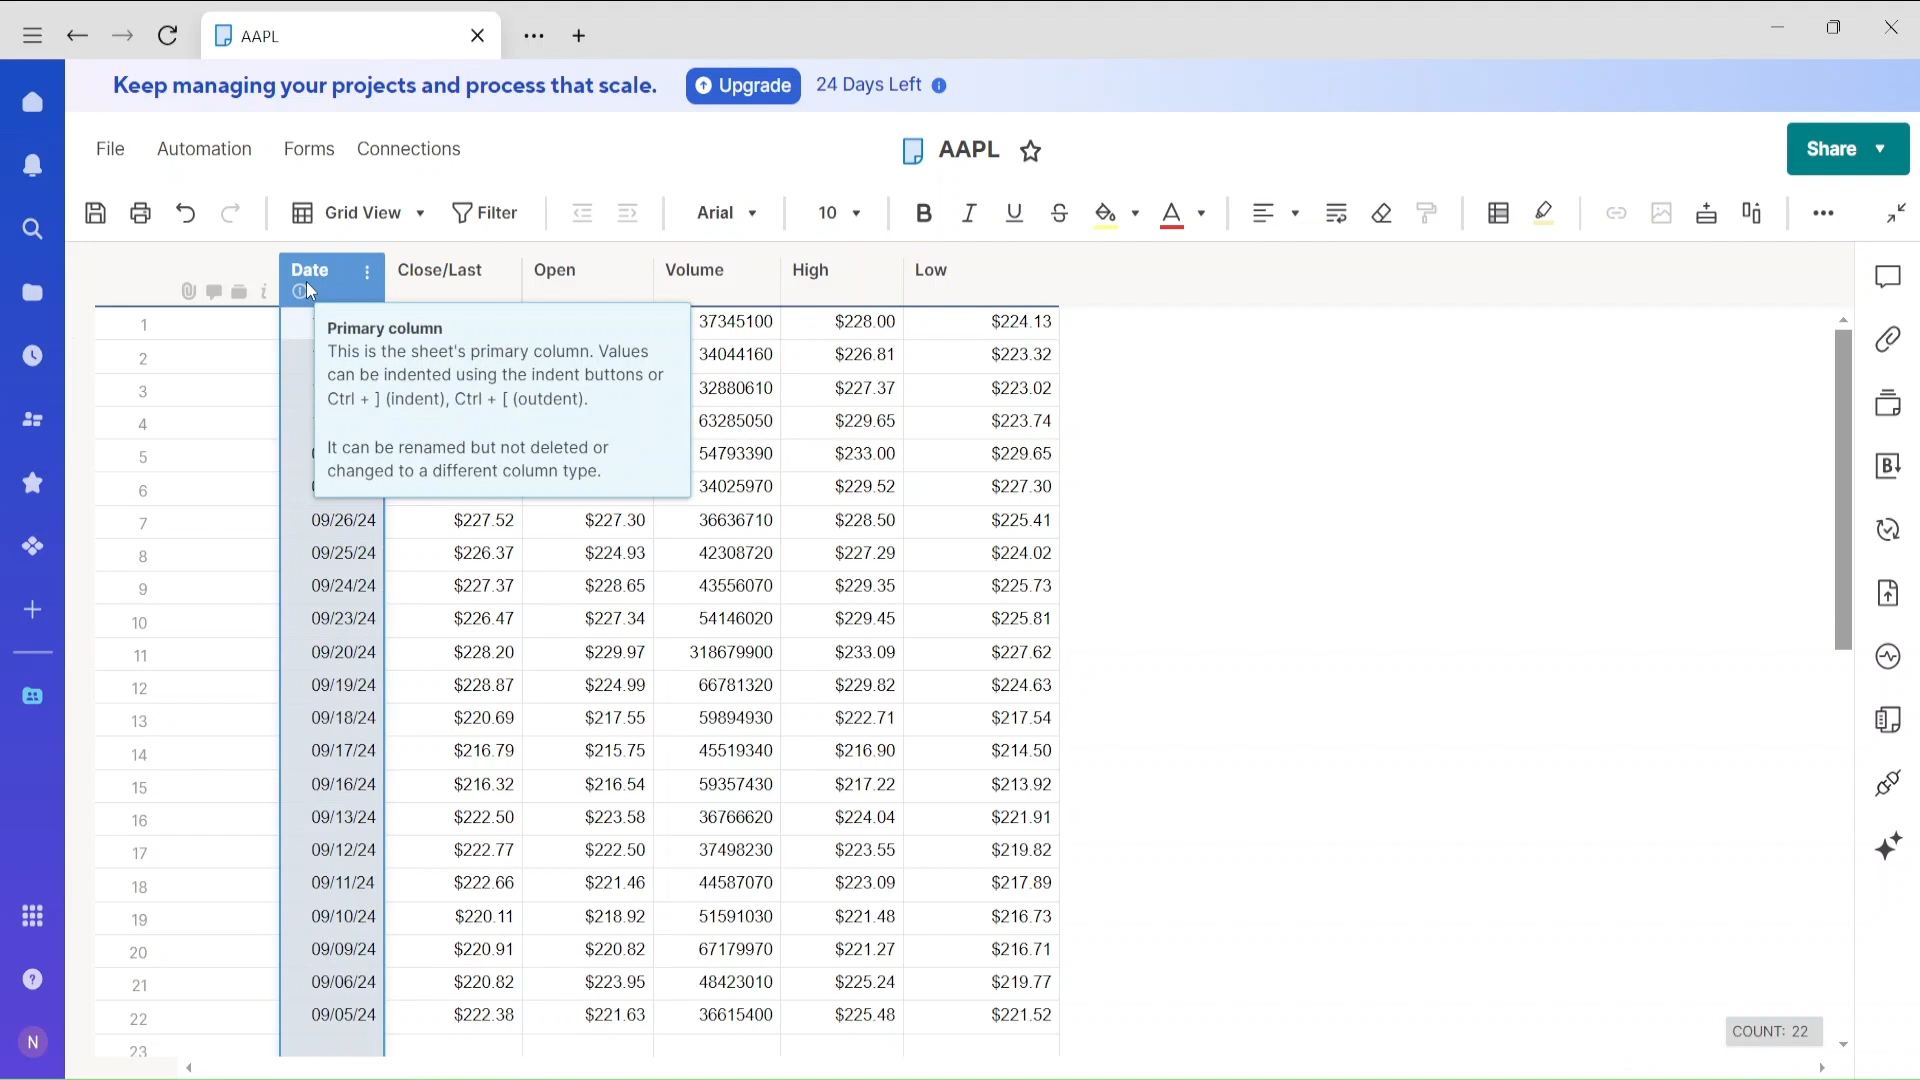 AAPL
Keep managing your projects and process that scale. Upgrade 24 Days Left
File Automation Forms Connections AAPL Share
Grid View Filter Arial 10 B I U S A
Date Close/Last Open Volume High Low
Primary column
This is the sheet's primary column. Values
can be indented using the indent buttons or
Ctrl + ] (indent), Ctrl + [ (outdent).
It can be renamed but not deleted or
changed to a different column type.
1 37345100 $228.00 $224.13
2 34044160 $226.81 $223.32
3 32880610 $227.37 $223.02
4 63285050 $229.65 $223.74
5 54793390 $233.00 $229.65
6 34025970 $229.52 $227.30
7 09/26/24 $227.52 $227.30 36636710 $228.50 $225.41
8 09/25/24 $226.37 $224.93 42308720 $227.29 $224.02
9 09/24/24 $227.37 $228.65 43556070 $229.35 $225.73
10 09/23/24 $226.47 $227.34 54146020 $229.45 $225.81
11 09/20/24 $228.20 $229.97 318679900 $233.09 $227.62
12 09/19/24 $228.87 $224.99 66781320 $229.82 $224.63
13 09/18/24 $220.69 $217.55 59894930 $222.71 $217.54
14 09/17/24 $216.79 $215.75 45519340 $216.90 $214.50
15 09/16/24 $216.32 $216.54 59357430 $217.22 $213.92
16 09/13/24 $222.50 $223.58 36766620 $224.04 $221.91
17 09/12/24 $222.77 $222.50 37498230 $223.55 $219.82
18 09/11/24 $222.66 $221.46 44587070 $223.09 $217.89
19 09/10/24 $220.11 $218.92 51591030 $221.48 $216.73
20 09/09/24 $220.91 $220.82 67179970 $221.27 $216.71
21 09/06/24 $220.82 $223.95 48423010 $225.24 $219.77
22 09/05/24 $222.38 $221.63 36615400 $225.48 $221.52
23
COUNT: 22
N